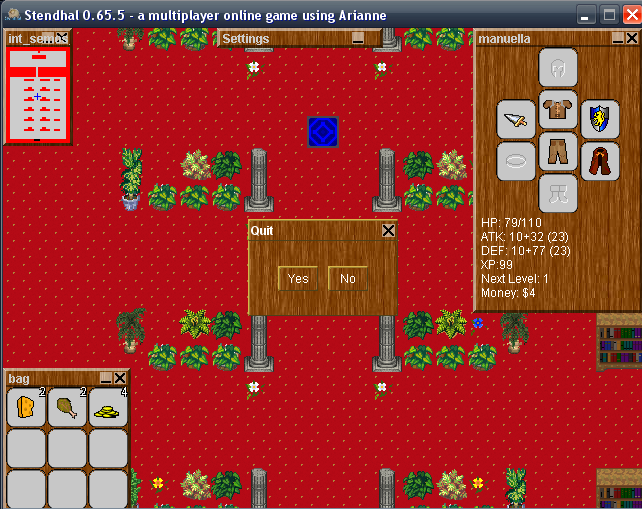 Stendhal 0.65.5 - a multiplayer online game using Arianne
int_semos
Settings
manuella
HP: 79/110
ATK: 10+32 (23)
DEF: 10+77 (23)
XP:99
Next Level: 1
Money: $4
Quit
Yes No
bag
2 2 4